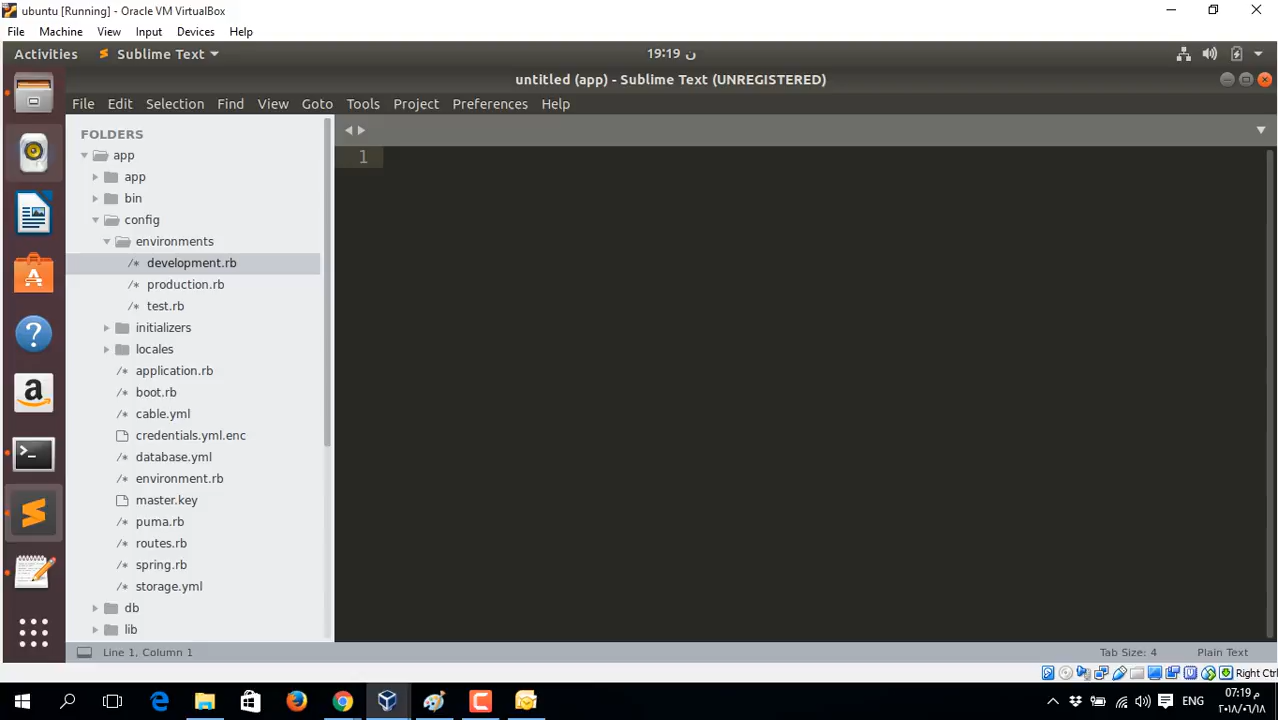 ubuntu [Running] - Oracle VM VirtualBox
File Machine View Input Devices Help
Activities Sublime Text 19:19 ن
untitled (app) - Sublime Text (UNREGISTERED)
File Edit Selection Find View Goto Tools Project Preferences Help
FOLDERS
app
app
bin
config
environments
/* development.rb
/* production.rb
/* test.rb
initializers
locales
/* application.rb
/* boot.rb
/* cable.yml
credentials.yml.enc
/* database.yml
/* environment.rb
master.key
/* puma.rb
/* routes.rb
/* spring.rb
/* storage.yml
db
lib
1
Line 1, Column 1 Tab Size: 4 Plain Text
Right Ctrl
ENG
07:19 م
٢٠١٨/٠٦/١٨